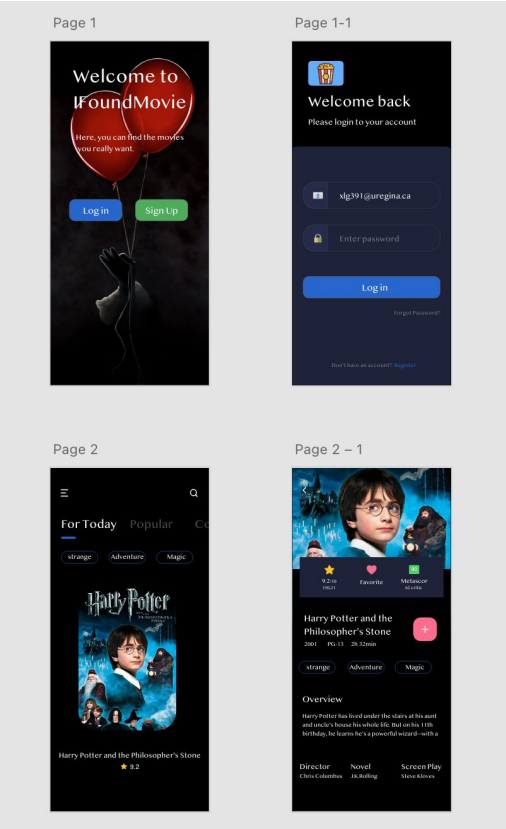 Page 1
Welcome to
IFoundMovie
Here, you can find the movies
you really want.
Log in
Sign Up
Page 1-1
Welcome back
Please login to your account
xlg391@uregina.ca
Enter password
Log in
Forgot Password?
Don't have an account? Register
Page 2
For Today
Popular
Co
strange
Adventure
Magic
Harry Potter
Harry Potter and the Philosopher's Stone
9.2
Page 2 – 1
9.2/10
Favorite
Metascor
Harry Potter and the
Philosopher's Stone
2001
PG-13
2h 32min
+
strange
Adventure
Magic
Overview
Harry Potter has lived under the stairs at his aunt
and uncle's house his whole life. But on his 11th
birthday, he learns he's a powerful wizard—with a
Director
Novel
Screen Play
Chris Columbus
J.K.Rolling
Steve Kloves